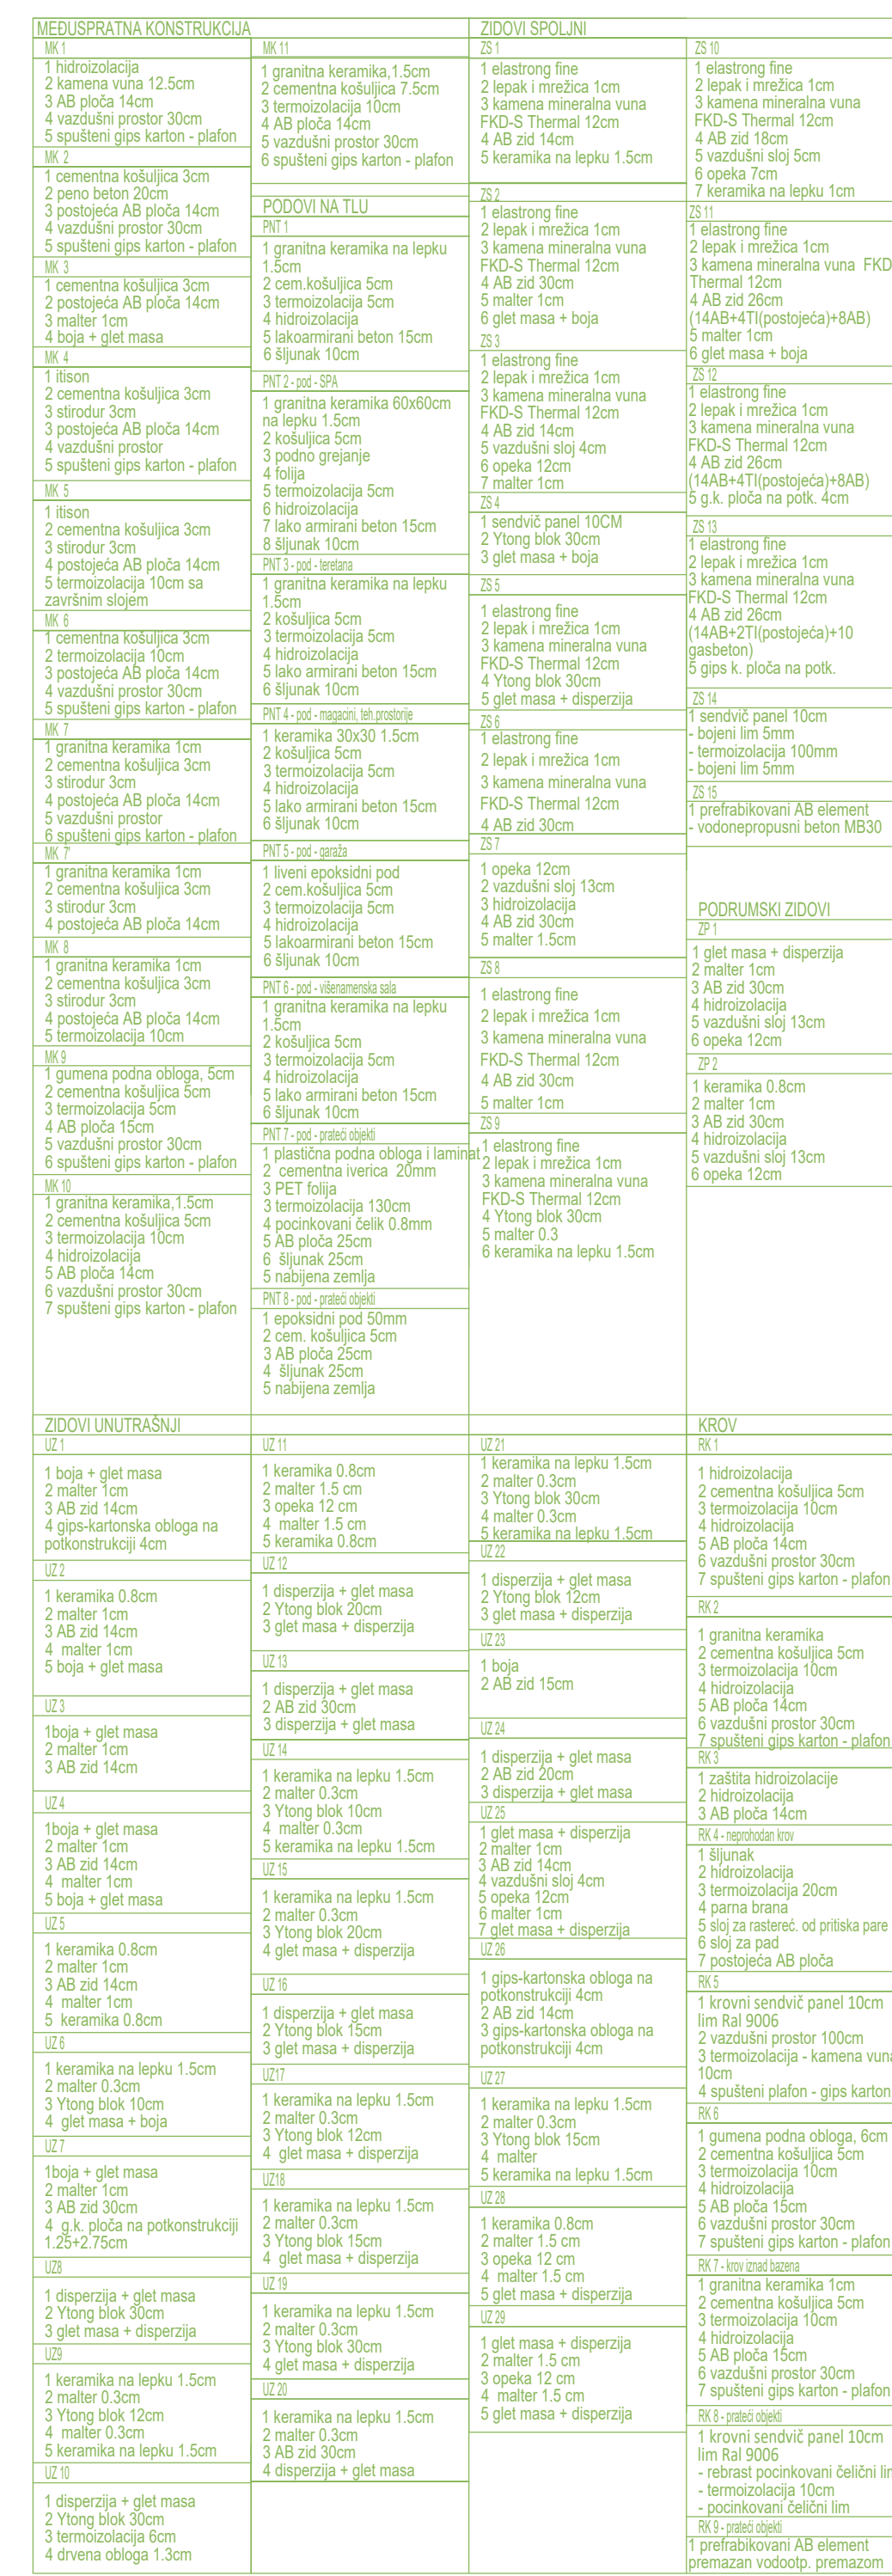 MEĐUSPRATNA KONSTRUKCIJA
MK 1
1 hidroizolacija
2 kamena vuna 12.5cm
3 AB ploča 14cm
4 vazdušni prostor 30cm
5 spušteni gips karton - plafon
MK 2
1 cementna košuljica 3cm
2 peno beton 20cm
3 postojeća AB ploča 14cm
4 vazdušni prostor 30cm
5 spušteni gips karton - plafon
MK 3
1 cementna košuljica 3cm
2 postojeća AB ploča 14cm
3 malter 1cm
4 boja + glet masa
MK 4
1 itison
2 cementna košuljica 3cm
3 stirodur 3cm
3 postojeća AB ploča 14cm
4 vazdušni prostor
5 spušteni gips karton - plafon
MK 5
1 itison
2 cementna košuljica 3cm
3 stirodur 3cm
4 postojeća AB ploča 14cm
5 termoizolacija 10cm sa
završnim slojem
MK 6
1 cementna košuljica 3cm
2 termoizolacija 10cm
3 postojeća AB ploča 14cm
4 vazdušni prostor 30cm
5 spušteni gips karton - plafon
MK 7
1 granitna keramika 1cm
2 cementna košuljica 3cm
3 stirodur 3cm
4 postojeća AB ploča 14cm
5 vazdušni prostor
6 spušteni gips karton - plafon
MK 7'
1 granitna keramika 1cm
2 cementna košuljica 3cm
3 stirodur 3cm
4 postojeća AB ploča 14cm
MK 8
1 granitna keramika 1cm
2 cementna košuljica 3cm
3 stirodur 3cm
4 postojeća AB ploča 14cm
5 termoizolacija 10cm
MK 9
1 gumena podna obloga, 5cm
2 cementna košuljica 5cm
3 termoizolacija 5cm
4 AB ploča 15cm
5 vazdušni prostor 30cm
6 spušteni gips karton - plafon
MK 10
1 granitna keramika,1.5cm
2 cementna košuljica 5cm
3 termoizolacija 10cm
4 hidroizolacija
5 AB ploča 14cm
6 vazdušni prostor 30cm
7 spušteni gips karton - plafon
MK 11
1 granitna keramika,1.5cm
2 cementna košuljica 7.5cm
3 termoizolacija 10cm
4 AB ploča 14cm
5 vazdušni prostor 30cm
6 spušteni gips karton - plafon
PODOVI NA TLU
PNT 1
1 granitna keramika na lepku
1.5cm
2 cem.košuljica 5cm
3 termoizolacija 5cm
4 hidroizolacija
5 lakoarmirani beton 15cm
6 šljunak 10cm
PNT 2 - pod - SPA
1 granitna keramika 60x60cm
na lepku 1.5cm
2 košuljica 5cm
3 podno grejanje
4 folija
5 termoizolacija 5cm
6 hidroizolacija
7 lako armirani beton 15cm
8 šljunak 10cm
PNT 3 - pod - teretana
1 granitna keramika na lepku
1.5cm
2 košuljica 5cm
3 termoizolacija 5cm
4 hidroizolacija
5 lako armirani beton 15cm
6 šljunak 10cm
PNT 4 - pod - magacini, teh.prostorije
1 keramika 30x30 1.5cm
2 košuljica 5cm
3 termoizolacija 5cm
4 hidroizolacija
5 lako armirani beton 15cm
6 šljunak 10cm
PNT 5 - pod - garaža
1 liveni epoksidni pod
2 cem.košuljica 5cm
3 termoizolacija 5cm
4 hidroizolacija
5 lakoarmirani beton 15cm
6 šljunak 10cm
PNT 6 - pod - višenamenska sala
1 granitna keramika na lepku
1.5cm
2 košuljica 5cm
3 termoizolacija 5cm
4 hidroizolacija
5 lako armirani beton 15cm
6 šljunak 10cm
PNT 7 - pod - prateći objekti
1 plastična podna obloga i laminat
2 cementna iverica 20mm
3 PET folija
3 termoizolacija 130cm
4 pocinkovani čelik 0.8mm
5 AB ploča 25cm
6 šljunak 25cm
5 nabijena zemlja
PNT 8 - pod - prateći objekti
1 epoksidni pod 50mm
2 cem. košuljica 5cm
3 AB ploča 25cm
4 šljunak 25cm
5 nabijena zemlja
ZIDOVI SPOLJNI
ZS 1
1 elastrong fine
2 lepak i mrežica 1cm
3 kamena mineralna vuna
FKD-S Thermal 12cm
4 AB zid 14cm
5 keramika na lepku 1.5cm
ZS 2
1 elastrong fine
2 lepak i mrežica 1cm
3 kamena mineralna vuna
FKD-S Thermal 12cm
4 AB zid 30cm
5 malter 1cm
6 glet masa + boja
ZS 3
1 elastrong fine
2 lepak i mrežica 1cm
3 kamena mineralna vuna
FKD-S Thermal 12cm
4 AB zid 14cm
5 vazdušni sloj 4cm
6 opeka 12cm
7 malter 1cm
ZS 4
1 sendvič panel 10CM
2 Ytong blok 30cm
3 glet masa + boja
ZS 5
1 elastrong fine
2 lepak i mrežica 1cm
3 kamena mineralna vuna
FKD-S Thermal 12cm
4 Ytong blok 30cm
5 glet masa + disperzija
ZS 6
1 elastrong fine
2 lepak i mrežica 1cm
3 kamena mineralna vuna
FKD-S Thermal 12cm
4 AB zid 30cm
ZS 7
1 opeka 12cm
2 vazdušni sloj 13cm
3 hidroizolacija
4 AB zid 30cm
5 malter 1.5cm
ZS 8
1 elastrong fine
2 lepak i mrežica 1cm
3 kamena mineralna vuna
FKD-S Thermal 12cm
4 AB zid 30cm
5 malter 1cm
ZS 9
1 elastrong fine
2 lepak i mrežica 1cm
3 kamena mineralna vuna
FKD-S Thermal 12cm
4 Ytong blok 30cm
5 malter 0.3
6 keramika na lepku 1.5cm
ZS 10
1 elastrong fine
2 lepak i mrežica 1cm
3 kamena mineralna vuna
FKD-S Thermal 12cm
4 AB zid 18cm
5 vazdušni sloj 5cm
6 opeka 7cm
7 keramika na lepku 1cm
ZS 11
1 elastrong fine
2 lepak i mrežica 1cm
3 kamena mineralna vuna FKD
Thermal 12cm
4 AB zid 26cm
(14AB+4TI(postojeća)+8AB)
5 malter 1cm
6 glet masa + boja
ZS 12
1 elastrong fine
2 lepak i mrežica 1cm
3 kamena mineralna vuna
FKD-S Thermal 12cm
4 AB zid 26cm
(14AB+4TI(postojeća)+8AB)
5 g.k. ploča na potk. 4cm
ZS 13
1 elastrong fine
2 lepak i mrežica 1cm
3 kamena mineralna vuna
FKD-S Thermal 12cm
4 AB zid 26cm
(14AB+2TI(postojeća)+10
gasbeton)
5 gips k. ploča na potk.
ZS 14
1 sendvič panel 10cm
- bojeni lim 5mm
- termoizolacija 100mm
- bojeni lim 5mm
ZS 15
1 prefrabikovani AB element
- vodonepropusni beton MB30
PODRUMSKI ZIDOVI
ZP 1
1 glet masa + disperzija
2 malter 1cm
3 AB zid 30cm
4 hidroizolacija
5 vazdušni sloj 13cm
6 opeka 12cm
ZP 2
1 keramika 0.8cm
2 malter 1cm
3 AB zid 30cm
4 hidroizolacija
5 vazdušni sloj 13cm
6 opeka 12cm
ZIDOVI UNUTRAŠNJI
UZ 1
1 boja + glet masa
2 malter 1cm
3 AB zid 14cm
4 gips-kartonska obloga na
potkonstrukciji 4cm
UZ 2
1 keramika 0.8cm
2 malter 1cm
3 AB zid 14cm
4 malter 1cm
5 boja + glet masa
UZ 3
1boja + glet masa
2 malter 1cm
3 AB zid 14cm
UZ 4
1boja + glet masa
2 malter 1cm
3 AB zid 14cm
4 malter 1cm
5 boja + glet masa
UZ 5
1 keramika 0.8cm
2 malter 1cm
3 AB zid 14cm
4 malter 1cm
5 keramika 0.8cm
UZ 6
1 keramika na lepku 1.5cm
2 malter 0.3cm
3 Ytong blok 10cm
4 glet masa + boja
UZ 7
1boja + glet masa
2 malter 1cm
3 AB zid 30cm
4 g.k. ploča na potkonstrukciji
1.25+2.75cm
UZ8
1 disperzija + glet masa
2 Ytong blok 30cm
3 glet masa + disperzija
UZ9
1 keramika na lepku 1.5cm
2 malter 0.3cm
3 Ytong blok 12cm
4 malter 0.3cm
5 keramika na lepku 1.5cm
UZ 10
1 disperzija + glet masa
2 Ytong blok 30cm
3 termoizolacija 6cm
4 drvena obloga 1.3cm
UZ 11
1 keramika 0.8cm
2 malter 1.5 cm
3 opeka 12 cm
4 malter 1.5 cm
5 keramika 0.8cm
UZ 12
1 disperzija + glet masa
2 Ytong blok 20cm
3 glet masa + disperzija
UZ 13
1 disperzija + glet masa
2 AB zid 30cm
3 disperzija + glet masa
UZ 14
1 keramika na lepku 1.5cm
2 malter 0.3cm
3 Ytong blok 10cm
4 malter 0.3cm
5 keramika na lepku 1.5cm
UZ 15
1 keramika na lepku 1.5cm
2 malter 0.3cm
3 Ytong blok 20cm
4 glet masa + disperzija
UZ 16
1 disperzija + glet masa
2 Ytong blok 15cm
3 glet masa + disperzija
UZ17
1 keramika na lepku 1.5cm
2 malter 0.3cm
3 Ytong blok 12cm
4 glet masa + disperzija
UZ18
1 keramika na lepku 1.5cm
2 malter 0.3cm
3 Ytong blok 15cm
4 glet masa + disperzija
UZ 19
1 keramika na lepku 1.5cm
2 malter 0.3cm
3 Ytong blok 30cm
4 glet masa + disperzija
UZ 20
1 keramika na lepku 1.5cm
2 malter 0.3cm
3 AB zid 30cm
4 disperzija + glet masa
UZ 21
1 keramika na lepku 1.5cm
2 malter 0.3cm
3 Ytong blok 30cm
4 malter 0.3cm
5 keramika na lepku 1.5cm
UZ 22
1 disperzija + glet masa
2 Ytong blok 12cm
3 glet masa + disperzija
UZ 23
1 boja
2 AB zid 15cm
UZ 24
1 disperzija + glet masa
2 AB zid 20cm
3 disperzija + glet masa
UZ 25
1 glet masa + disperzija
2 malter 1cm
3 AB zid 14cm
4 vazdušni sloj 4cm
5 opeka 12cm
6 malter 1cm
7 glet masa + disperzija
UZ 26
1 gips-kartonska obloga na
potkonstrukciji 4cm
2 AB zid 14cm
3 gips-kartonska obloga na
potkonstrukciji 4cm
UZ 27
1 keramika na lepku 1.5cm
2 malter 0.3cm
3 Ytong blok 15cm
4 malter
5 keramika na lepku 1.5cm
UZ 28
1 keramika 0.8cm
2 malter 1.5 cm
3 opeka 12 cm
4 malter 1.5 cm
5 glet masa + disperzija
UZ 29
1 glet masa + disperzija
2 malter 1.5 cm
3 opeka 12 cm
4 malter 1.5 cm
5 glet masa + disperzija
KROV
RK 1
1 hidroizolacija
2 cementna košuljica 5cm
3 termoizolacija 10cm
4 hidroizolacija
5 AB ploča 14cm
6 vazdušni prostor 30cm
7 spušteni gips karton - plafon
RK 2
1 granitna keramika
2 cementna košuljica 5cm
3 termoizolacija 10cm
4 hidroizolacija
5 AB ploča 14cm
6 vazdušni prostor 30cm
7 spušteni gips karton - plafon
RK 3
1 zaštita hidroizolacije
2 hidroizolacija
3 AB ploča 14cm
RK 4 - neprohodan krov
1 šljunak
2 hidroizolacija
3 termoizolacija 20cm
4 parna brana
5 sloj za rastereć. od pritiska pare
6 sloj za pad
7 postojeća AB ploča
RK 5
1 krovni sendvič panel 10cm
lim Ral 9006
2 vazdušni prostor 100cm
3 termoizolacija - kamena vuna
10cm
4 spušteni plafon - gips karton
RK 6
1 gumena podna obloga, 6cm
2 cementna košuljica 5cm
3 termoizolacija 10cm
4 hidroizolacija
5 AB ploča 15cm
6 vazdušni prostor 30cm
7 spušteni gips karton - plafon
RK 7 - krov iznad bazena
1 granitna keramika 1cm
2 cementna košuljica 5cm
3 termoizolacija 10cm
4 hidroizolacija
5 AB ploča 15cm
6 vazdušni prostor 30cm
7 spušteni gips karton - plafon
RK 8 - prateći objekti
1 krovni sendvič panel 10cm
lim Ral 9006
- rebrast pocinkovani čelični
- termoizolacija 10cm
- pocinkovani čelični lim
RK 9 - prateći objekti
1 prefrabikovani AB element
premazan vodootp. premazom